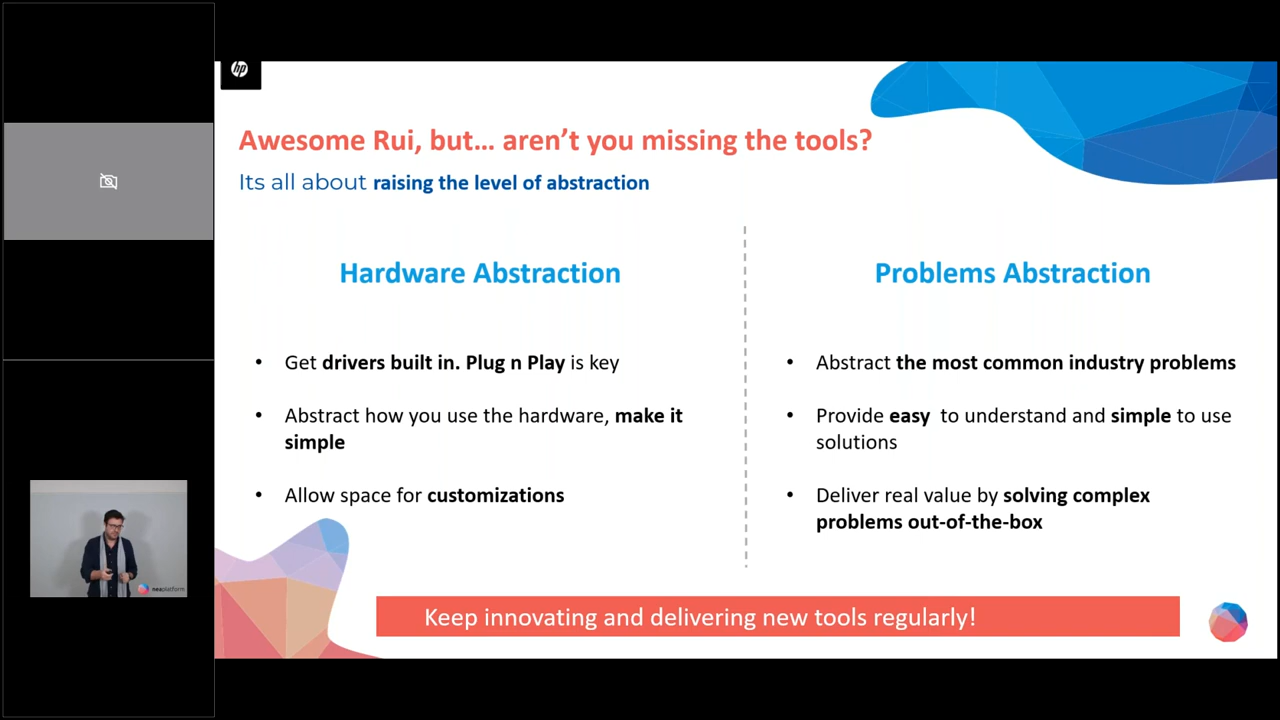 hp
Awesome Rui, but... aren't you missing the tools?
Its all about raising the level of abstraction
Hardware Abstraction
• Get drivers built in. Plug n Play is key
• Abstract how you use the hardware, make it
simple
• Allow space for customizations
Problems Abstraction
• Abstract the most common industry problems
• Provide easy to understand and simple to use
solutions
• Deliver real value by solving complex
problems out-of-the-box
Keep innovating and delivering new tools regularly!